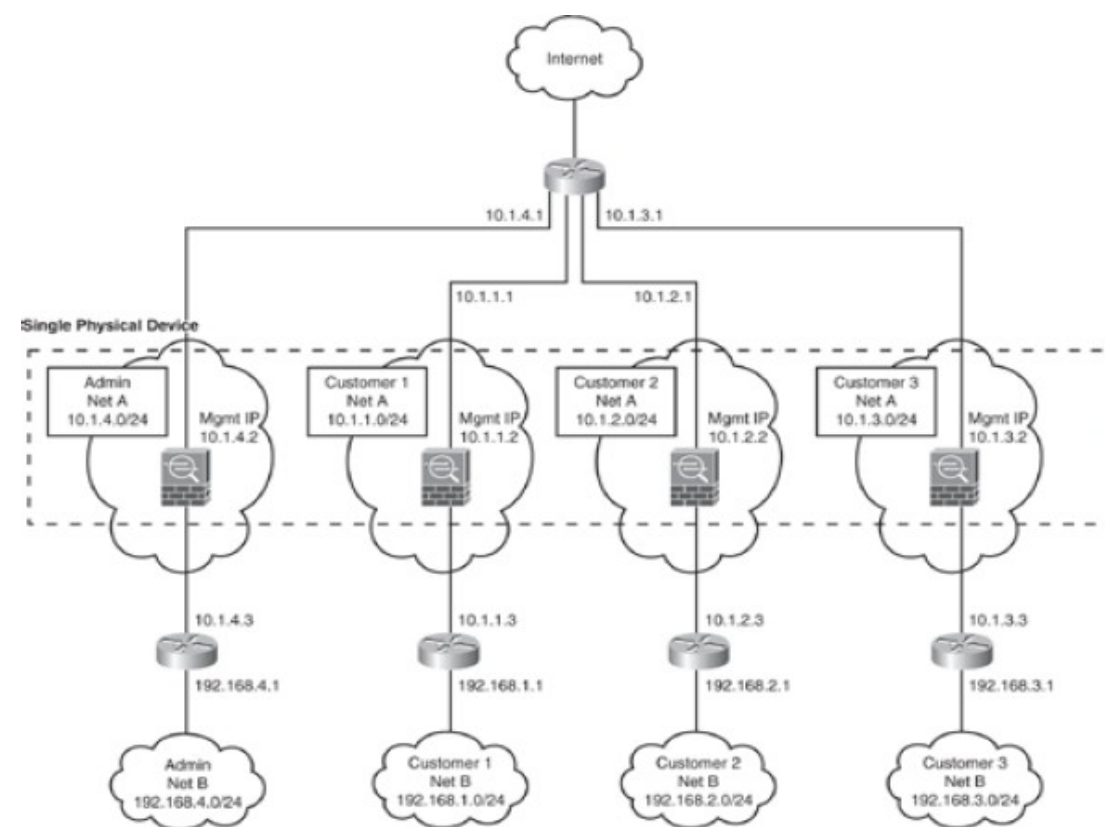 Internet
10.1.4.1
10.1.3.1
10.1.1.1
10.1.2.1
Single Physical Device
Admin
Net A
10.1.4.0/24
Mgmt IP
10.1.4.2
Customer 1
Net A
10.1.1.0/24
Mgmt IP
10.1.1.2
Customer 2
Net A
10.1.2.0/24
Mgmt IP
10.1.2.2
Customer 3
Net A
10.1.3.0/24
Mgmt IP
10.1.3.2
10.1.4.3
10.1.1.3
10.1.2.3
10.1.3.3
192.168.4.1
192.168.1.1
192.168.2.1
192.168.3.1
Admin
Net B
192.168.4.0/24
Customer 1
Net B
192.168.1.0/24
Customer 2
Net B
192.168.2.0/24
Customer 3
Net B
192.168.3.0/24